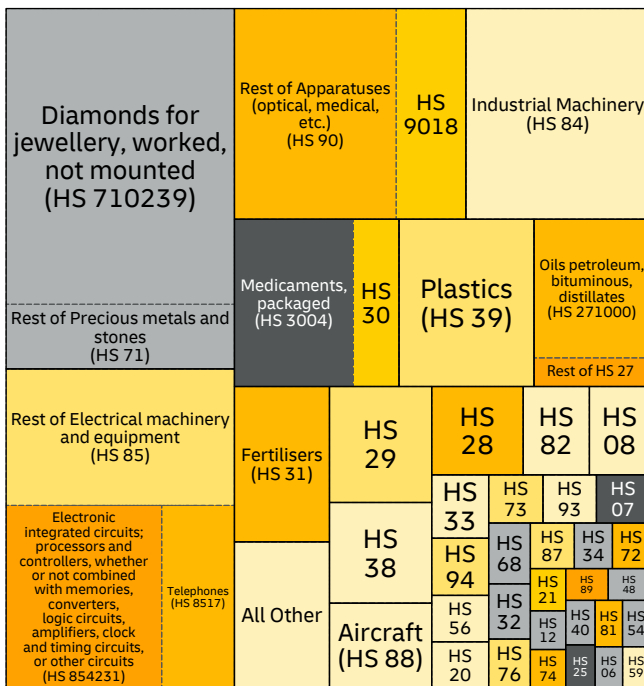 Diamonds for
jewellery, worked,
not mounted
(HS 710239)
Rest of Precious metals and
stones
(HS 71)
Rest of Electrical machinery
and equipment
(HS 85)
Electronic
integrated circuits;
processors and
controllers, whether
or not combined
with memories,
converters,
logic circuits,
amplifiers, clock
and timing circuits,
or other circuits
(HS 854231)
Telephones
(HS 8517)
Rest of Apparatuses
(optical, medical,
etc.)
(HS 90)
HS
9018
Industrial Machinery
(HS 84)
Medicaments,
packaged
(HS 3004)
HS
30
Plastics
(HS 39)
Oils petroleum,
bituminous,
distillates
(HS 271000)
Rest of HS 27
Fertilisers
(HS 31)
All Other
HS
29
HS
38
Aircraft
(HS 88)
HS
28
HS
82
HS
08
HS
33
HS
73
HS
93
HS
07
HS
94
HS
68
HS
87
HS
34
HS
72
HS
56
HS
32
HS
21
HS
89
HS
48
HS
12
HS
40
HS
81
HS
54
HS
20
HS
76
HS
74
HS
25
HS
06
HS
59